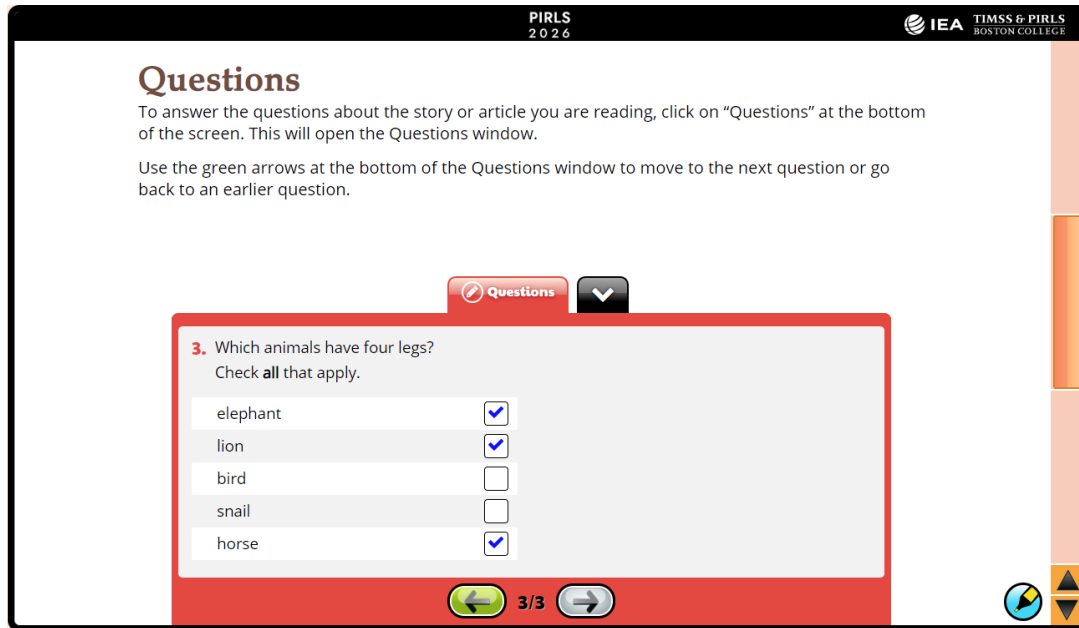 PIRLS
2026
IEA
TIMSS & PIRLS
BOSTON COLLEGE
Questions
To answer the questions about the story or article you are reading, click on “Questions” at the bottom
of the screen. This will open the Questions window.
Use the green arrows at the bottom of the Questions window to move to the next question or go
back to an earlier question.
Questions
3. Which animals have four legs?
Check all that apply.
elephant
lion
bird
snail
horse
3/3